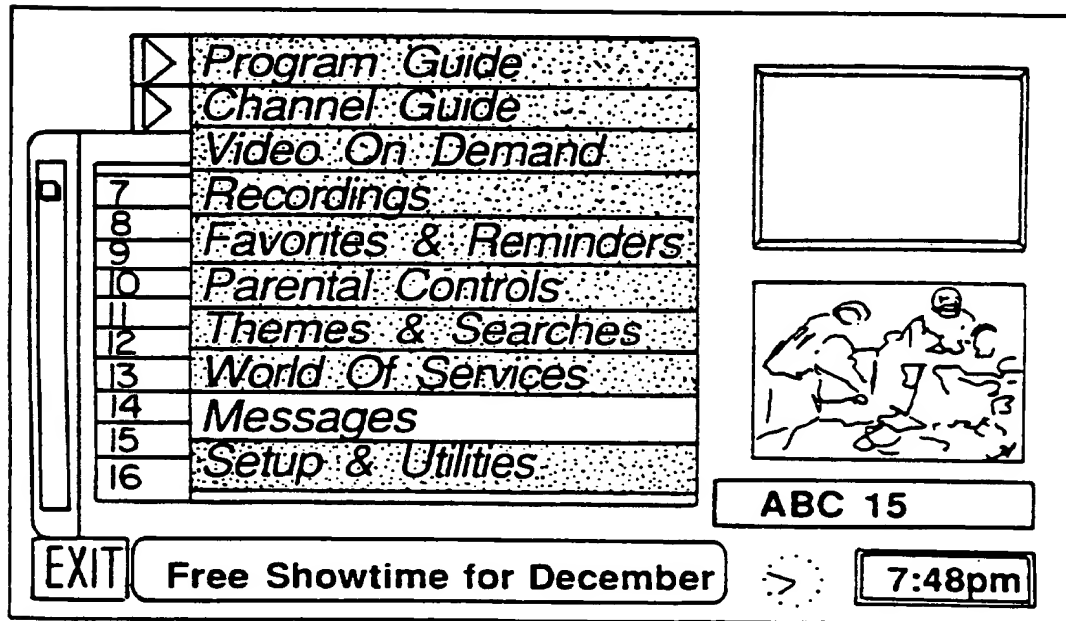 Program Guide
Channel Guide
Video On Demand
7 Recordings
8
9 Favorites & Reminders
10 Parental Controls
11
12 Themes & Searches
13 World Of Services
14 Messages
15
16 Setup & Utilities
ABC 15
EXIT
Free Showtime for December
7:48pm